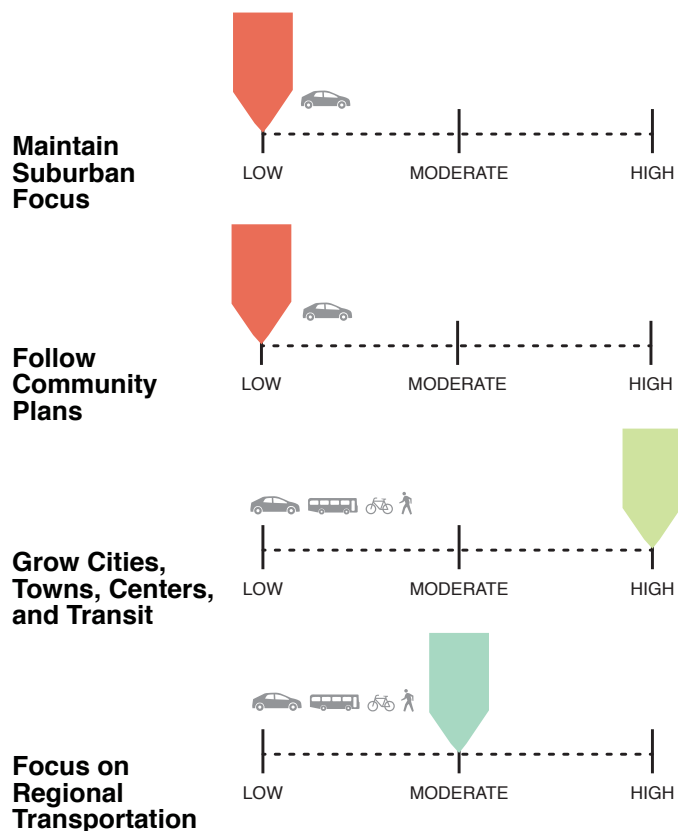 Maintain
Suburban
Focus
LOW MODERATE HIGH
Follow
Community
Plans
LOW MODERATE HIGH
Grow Cities,
Towns, Centers,
and Transit
LOW MODERATE HIGH
Focus on
Regional
Transportation
LOW MODERATE HIGH